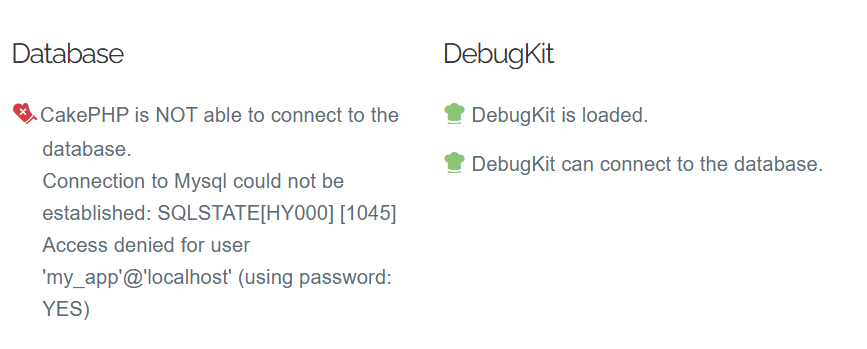 Database
CakePHP is NOT able to connect to the
database.
Connection to Mysql could not be
established: SQLSTATE[HY000] [1045]
Access denied for user
'my_app'@'localhost' (using password:
YES)
DebugKit
DebugKit is loaded.
DebugKit can connect to the database.